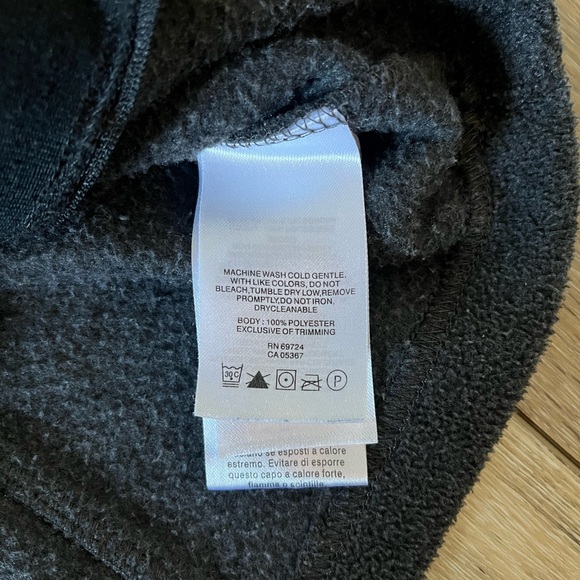 MACHINE WASH COLD GENTLE.
WITH LIKE COLORS, DO NOT
BLEACH,TUMBLE DRY LOW,REMOVE
PROMPTLY,DO NOT IRON.
DRYCLEANABLE
BODY : 100% POLYESTER
EXCLUSIVE OF TRIMMING
RN 69724
CA 05367
30 C P
se esposti a calore
estremo. Evitare di esporre
questo capo a calore forte,
fiamme o scintille